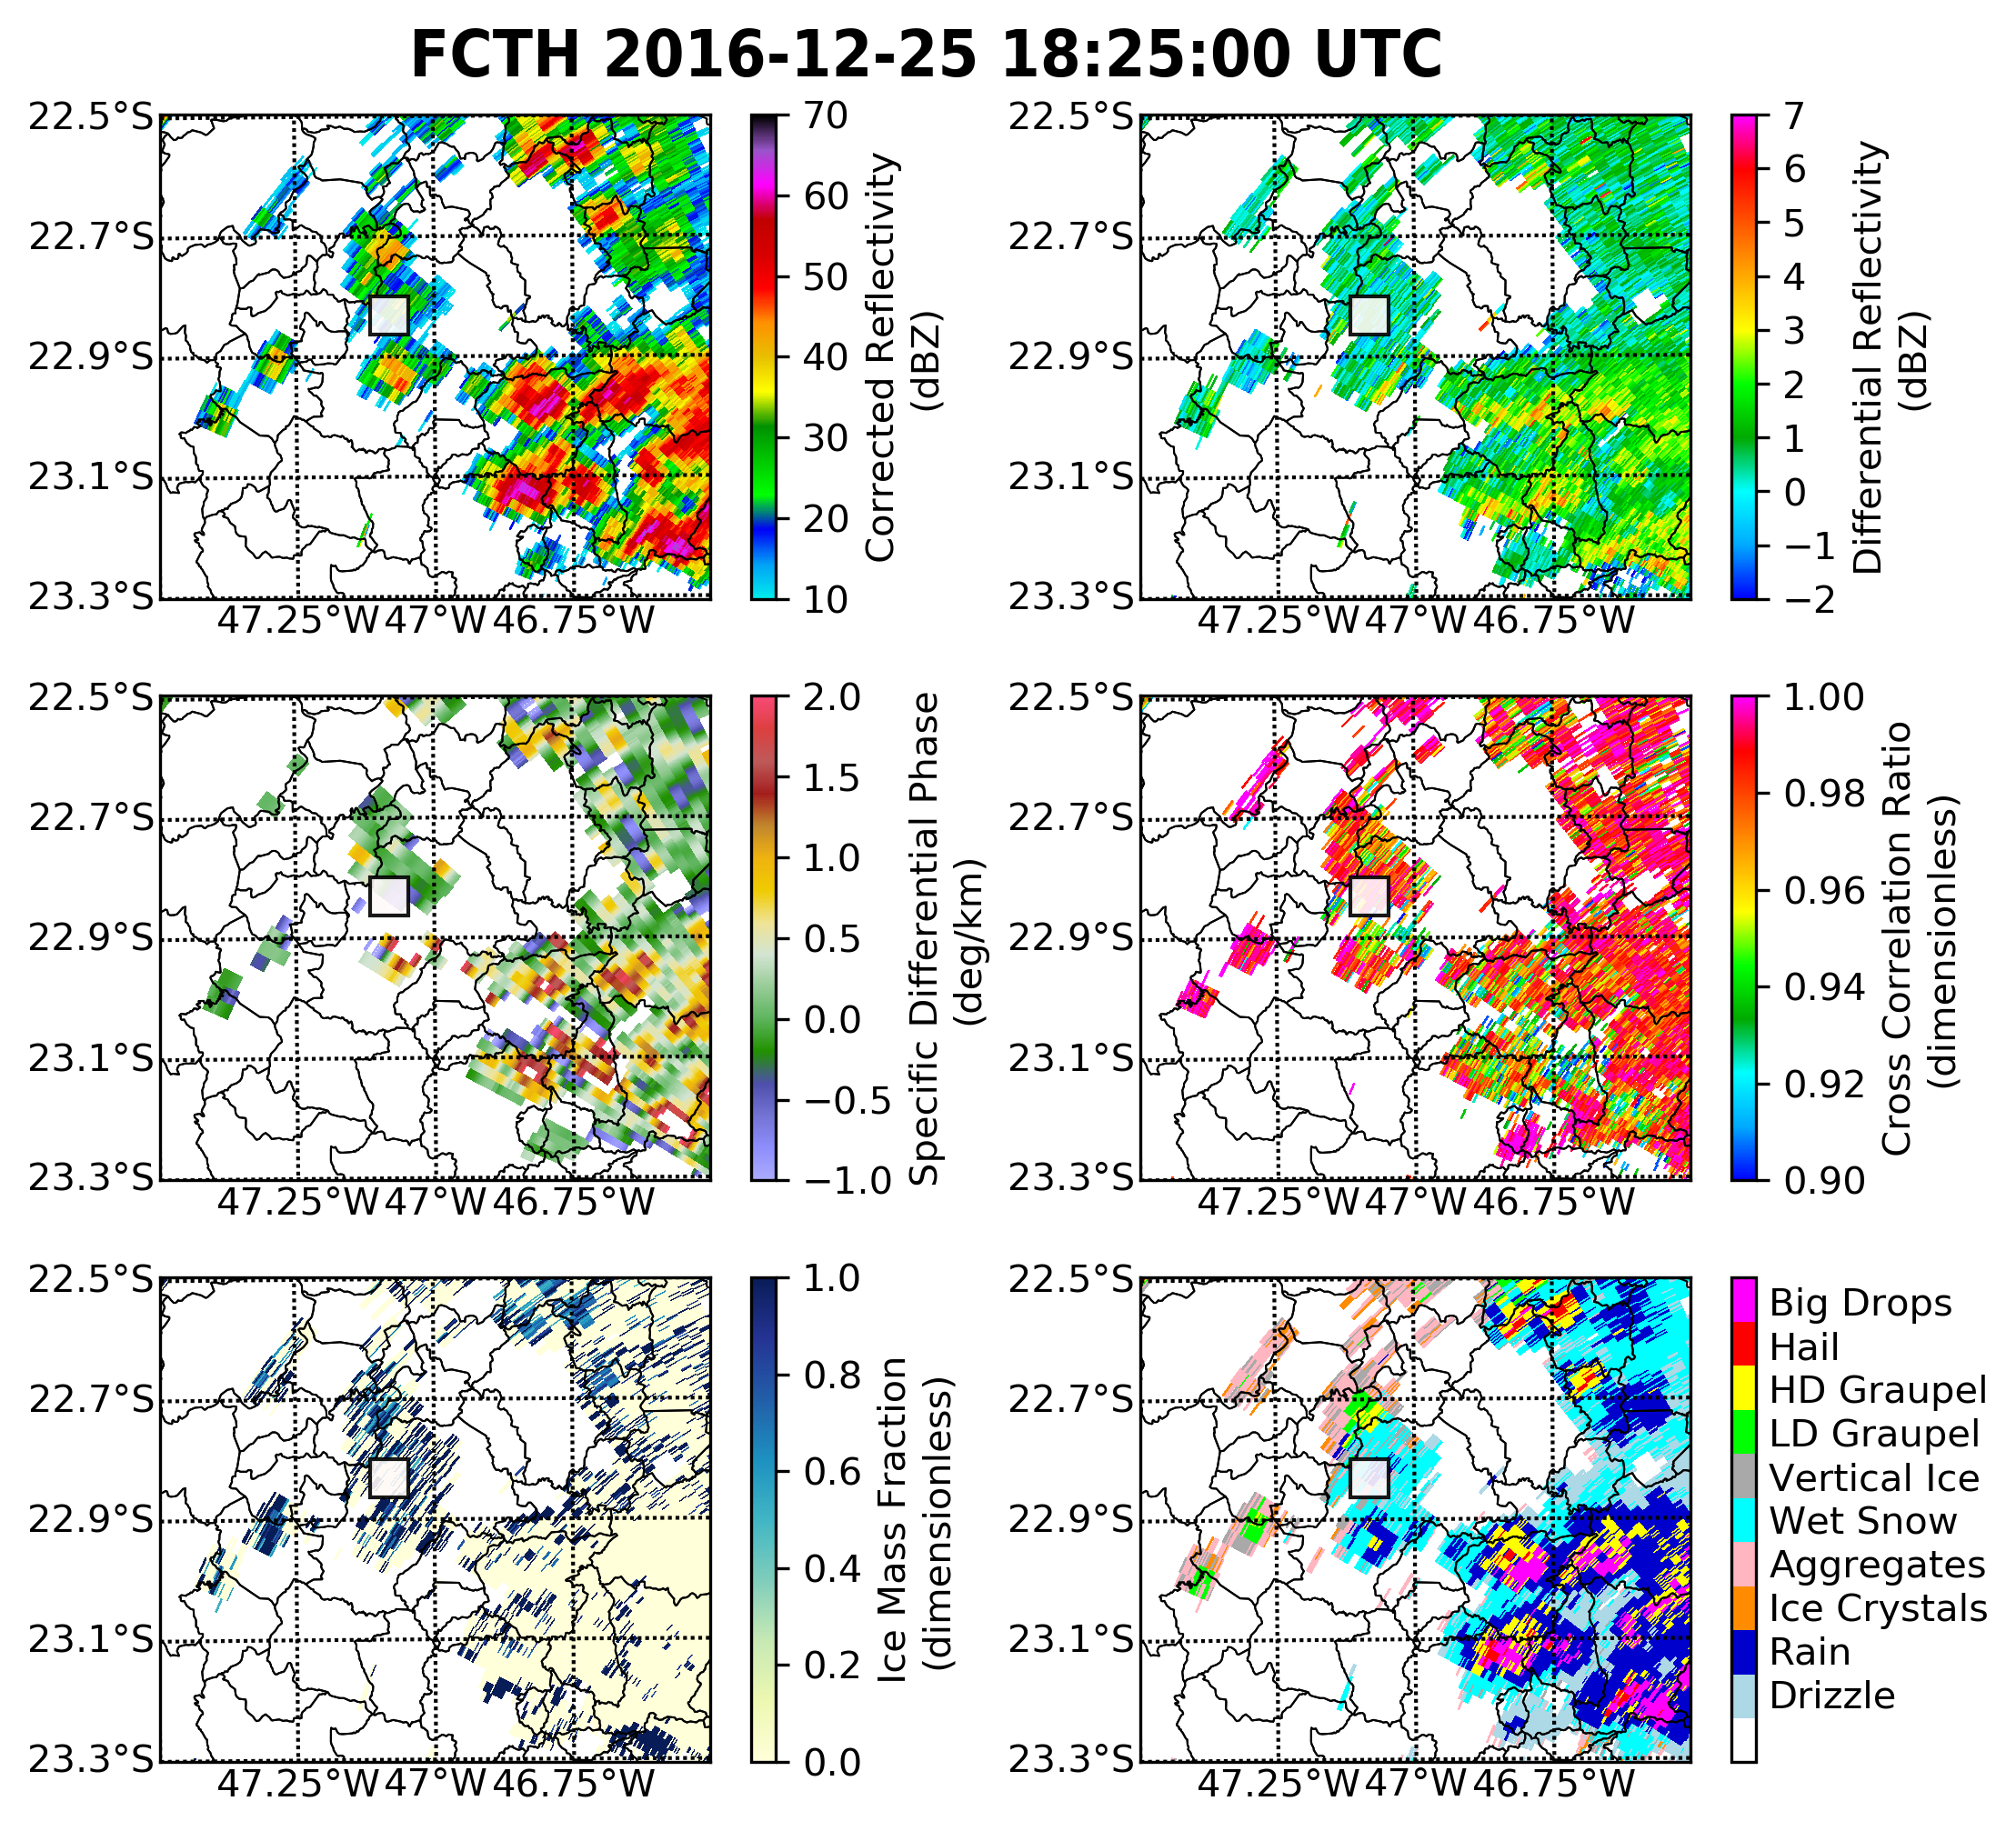 FCTH 2016-12-25 18:25:00 UTC
22.5°S
22.7°S
22.9°S
23.1°S
23.3°S
47.25°W 47°W 46.75°W
70
60
50
40
30
20
10
Corrected Reflectivity
(dBZ)
22.5°S
22.7°S
22.9°S
23.1°S
23.3°S
47.25°W 47°W 46.75°W
7
6
5
4
3
2
1
0
−1
−2
Differential Reflectivity
(dBZ)
22.5°S
22.7°S
22.9°S
23.1°S
23.3°S
47.25°W 47°W 46.75°W
2.0
1.5
1.0
0.5
0.0
−0.5
−1.0
Specific Differential Phase
(deg/km)
22.5°S
22.7°S
22.9°S
23.1°S
23.3°S
47.25°W 47°W 46.75°W
1.00
0.98
0.96
0.94
0.92
0.90
Cross Correlation Ratio
(dimensionless)
22.5°S
22.7°S
22.9°S
23.1°S
23.3°S
47.25°W 47°W 46.75°W
1.0
0.8
0.6
0.4
0.2
0.0
Ice Mass Fraction
(dimensionless)
22.5°S
22.7°S
22.9°S
23.1°S
23.3°S
47.25°W 47°W 46.75°W
Big Drops
Hail
HD Graupel
LD Graupel
Vertical Ice
Wet Snow
Aggregates
Ice Crystals
Rain
Drizzle